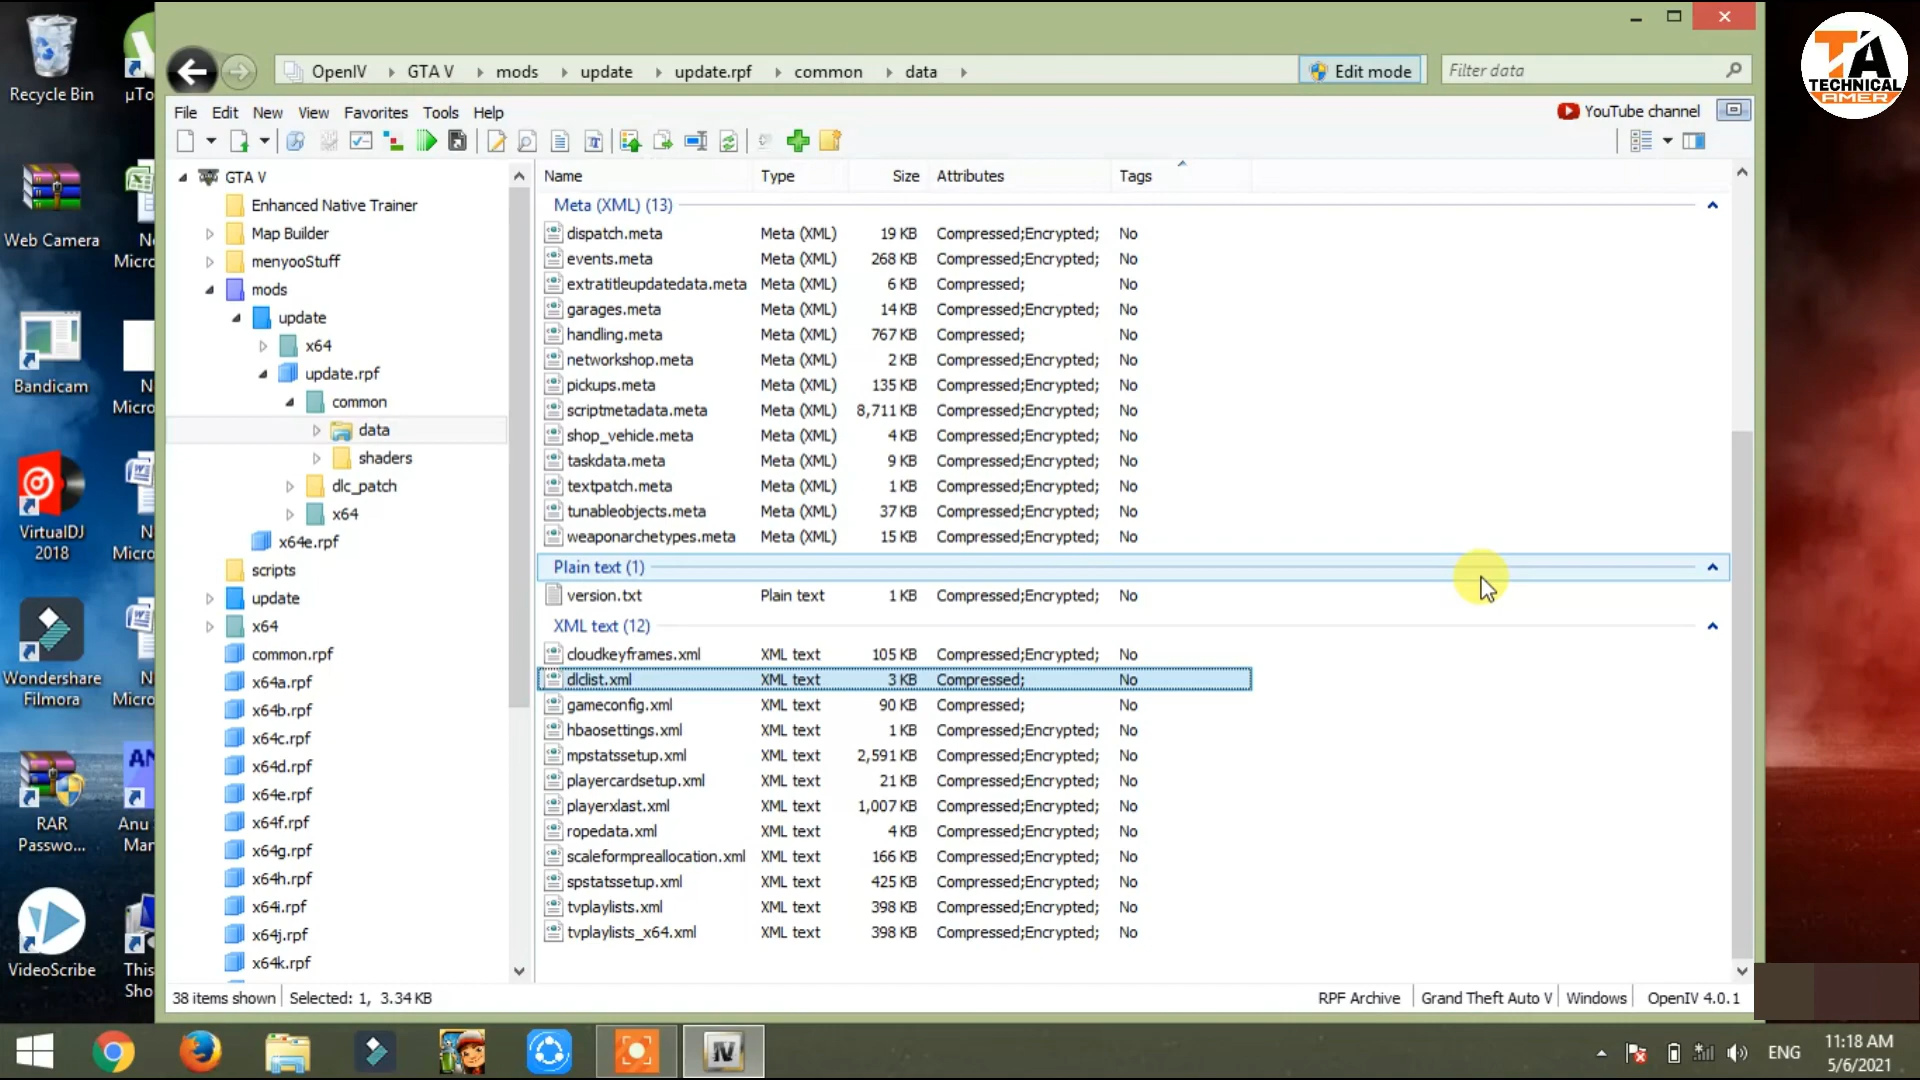 Recycle Bin
µTo
Web Camera
N
Micro
Bandicam
N
Micro
VirtualDJ
2018
N
Micro
Wondershare
Filmora
N
Micro
RAR
Passwo...
Anu
Mar
VideoScribe
This
Sho
OpenIV
GTA V
mods
update
update.rpf
common
data
Edit mode
Filter data
TA
TECHNICAL
AMER
File Edit New View Favorites Tools Help
YouTube channel
GTA V
Enhanced Native Trainer
Map Builder
menyooStuff
mods
update
x64
update.rpf
common
data
shaders
dlc_patch
x64
x64e.rpf
scripts
update
x64
common.rpf
x64a.rpf
x64b.rpf
x64c.rpf
x64d.rpf
x64e.rpf
x64f.rpf
x64g.rpf
x64h.rpf
x64i.rpf
x64j.rpf
x64k.rpf
Name Type Size Attributes Tags
Meta (XML) (13)
dispatch.meta Meta (XML) 19 KB Compressed;Encrypted; No
events.meta Meta (XML) 268 KB Compressed;Encrypted; No
extratitleupdatedata.meta Meta (XML) 6 KB Compressed; No
garages.meta Meta (XML) 14 KB Compressed;Encrypted; No
handling.meta Meta (XML) 767 KB Compressed; No
networkshop.meta Meta (XML) 2 KB Compressed;Encrypted; No
pickups.meta Meta (XML) 135 KB Compressed;Encrypted; No
scriptmetadata.meta Meta (XML) 8,711 KB Compressed;Encrypted; No
shop_vehicle.meta Meta (XML) 4 KB Compressed;Encrypted; No
taskdata.meta Meta (XML) 9 KB Compressed;Encrypted; No
textpatch.meta Meta (XML) 1 KB Compressed;Encrypted; No
tunableobjects.meta Meta (XML) 37 KB Compressed;Encrypted; No
weaponarchetypes.meta Meta (XML) 15 KB Compressed;Encrypted; No
Plain text (1)
version.txt Plain text 1 KB Compressed;Encrypted; No
XML text (12)
cloudkeyframes.xml XML text 105 KB Compressed;Encrypted; No
dlclist.xml XML text 3 KB Compressed; No
gameconfig.xml XML text 90 KB Compressed; No
hbaosettings.xml XML text 1 KB Compressed;Encrypted; No
mpstatssetup.xml XML text 2,591 KB Compressed;Encrypted; No
playercardsetup.xml XML text 21 KB Compressed;Encrypted; No
playerxlast.xml XML text 1,007 KB Compressed;Encrypted; No
ropedata.xml XML text 4 KB Compressed;Encrypted; No
scaleformpreallocation.xml XML text 166 KB Compressed;Encrypted; No
spstatssetup.xml XML text 425 KB Compressed;Encrypted; No
tvplaylists.xml XML text 398 KB Compressed;Encrypted; No
tvplaylists_x64.xml XML text 398 KB Compressed;Encrypted; No
38 items shown Selected: 1, 3.34 KB
RPF Archive Grand Theft Auto V Windows OpenIV 4.0.1
IV
ENG
11:18 AM
5/6/2021